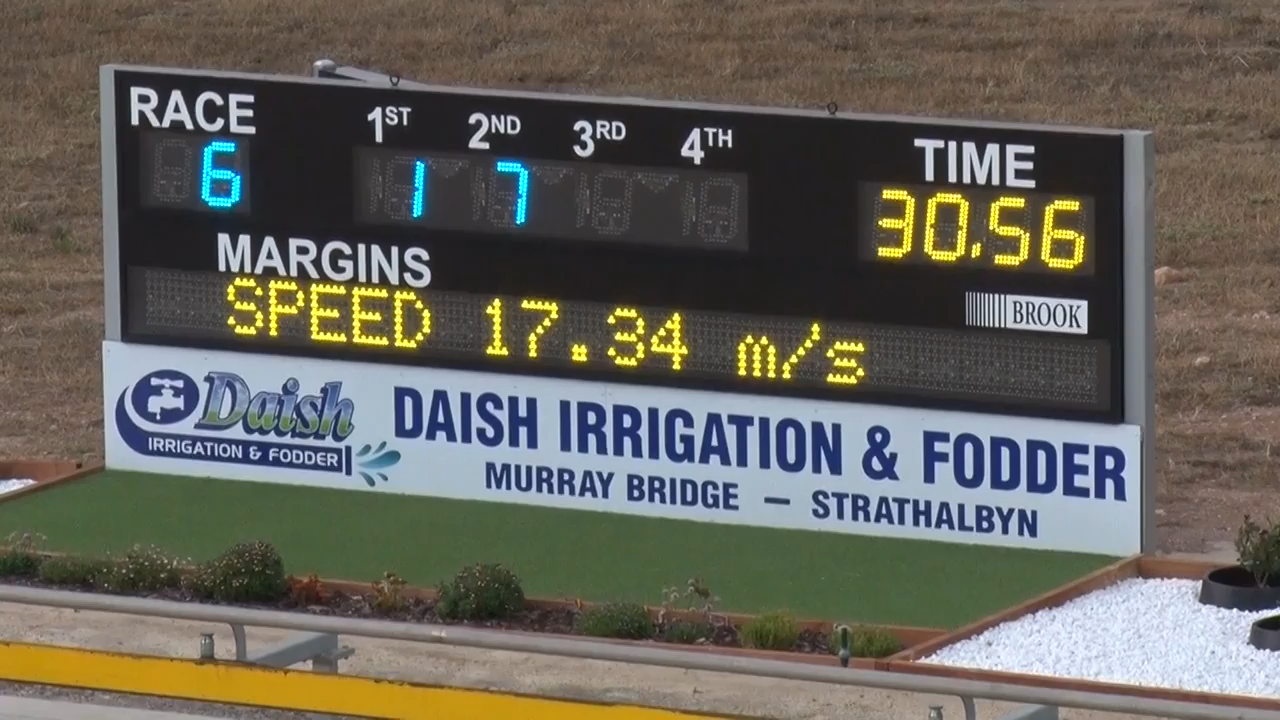 RACE 1ST 2ND 3RD 4TH TIME
6 1 7 30.56
MARGINS
BROOK
SPEED 17.34 m/s
Daish
IRRIGATION & FODDER
DAISH IRRIGATION & FODDER
MURRAY BRIDGE — STRATHALBYN